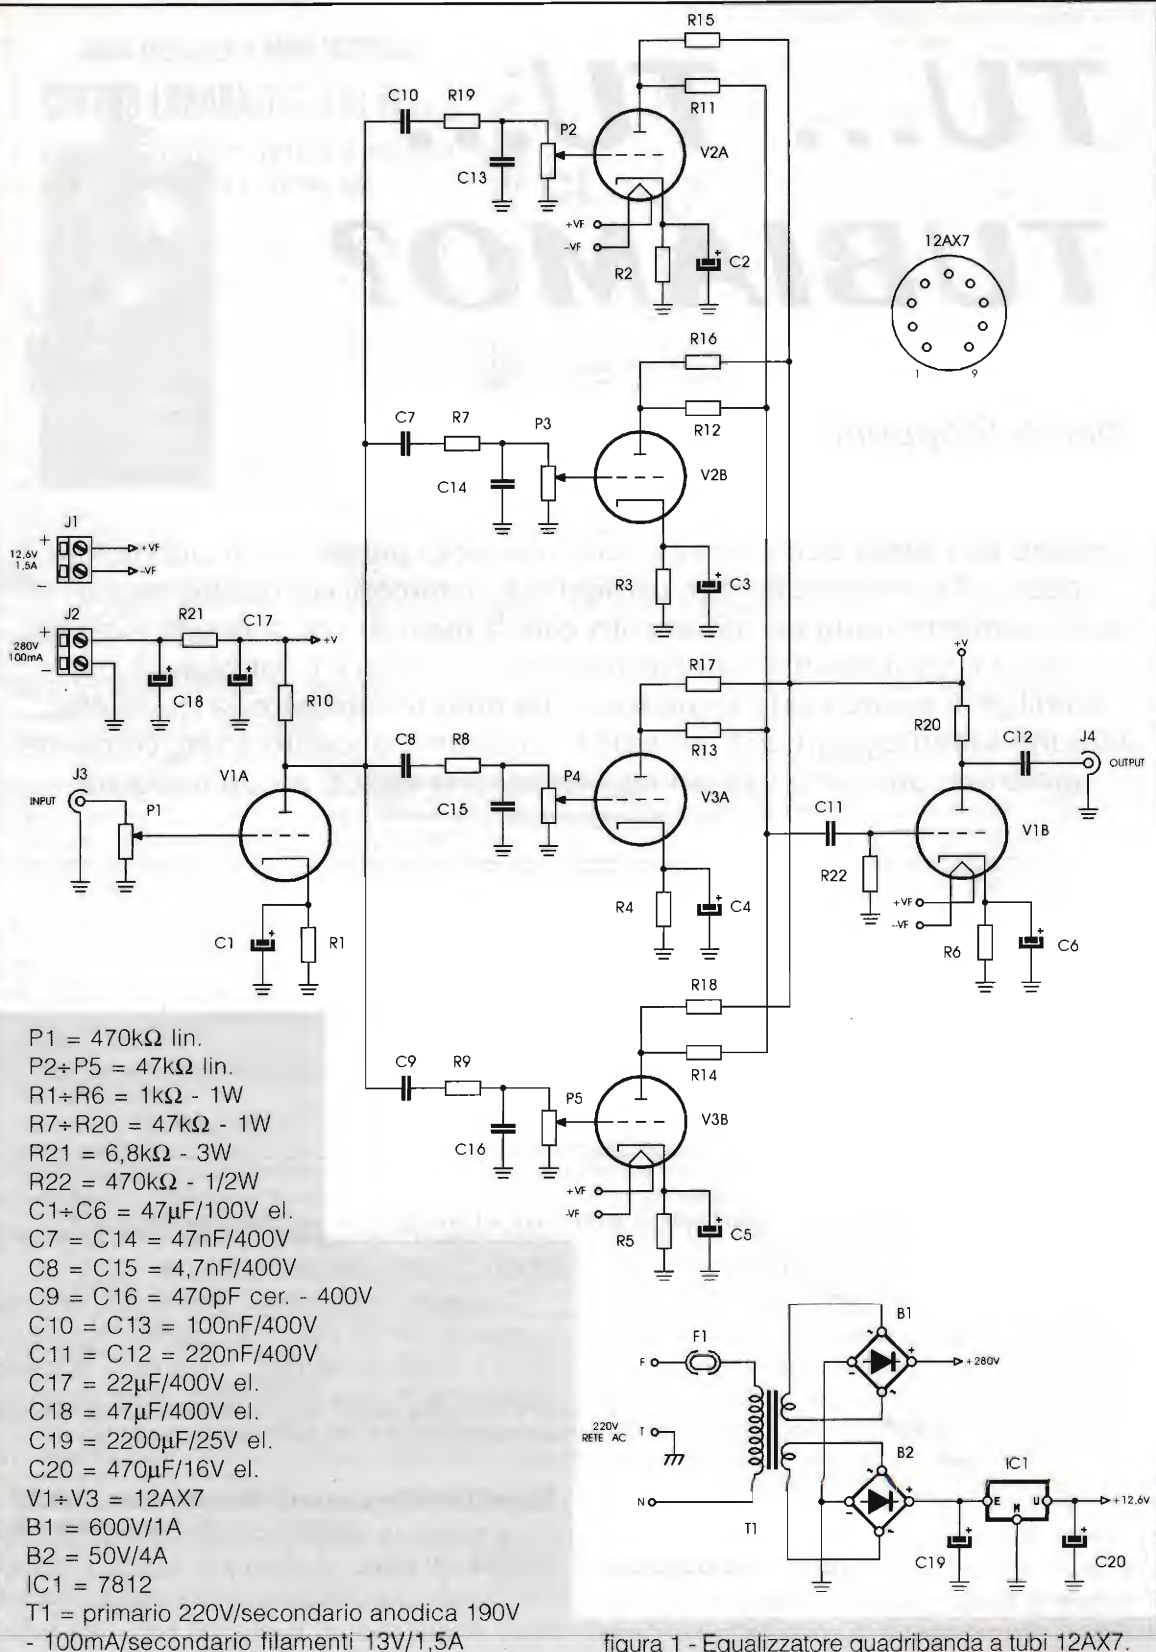 R15
C10 R19
R11
P2
V2A
C13
+VF
-VF
R2
C2
12AX7
1 9
R16
C7 R7
P3
R12
C14
V2B
R3
C3
J1
+
12,6V
1,5A
-
+VF
-VF
J2
+
280V
100mA
-
R21
C17
+V
C18
R10
R17
+V
C8 R8
R13
R20
C12
J4
OUTPUT
J3
INPUT
P1
V1A
P4
C15
V3A
C11
V1B
R22
R4
C4
+VF
-VF
R6
C6
C1
R1
R18
C9 R9
R14
P5
C16
V3B
+VF
-VF
R5
C5
P1 = 470kΩ lin.
P2÷P5 = 47kΩ lin.
R1÷R6 = 1kΩ - 1W
R7÷R20 = 47kΩ - 1W
R21 = 6,8kΩ - 3W
R22 = 470kΩ - 1/2W
C1÷C6 = 47µF/100V el.
C7 = C14 = 47nF/400V
C8 = C15 = 4,7nF/400V
C9 = C16 = 470pF cer. - 400V
C10 = C13 = 100nF/400V
C11 = C12 = 220nF/400V
C17 = 22µF/400V el.
C18 = 47µF/400V el.
C19 = 2200µF/25V el.
C20 = 470µF/16V el.
V1÷V3 = 12AX7
B1 = 600V/1A
B2 = 50V/4A
IC1 = 7812
T1 = primario 220V/secondario anodica 190V
- 100mA/secondario filamenti 13V/1,5A
F
F1
B1
+
-
~
~
+280V
220V
RETE AC
T
N
T1
B2
+
-
~
~
IC1
E M U
+12,6V
C19
C20
figura 1 - Equalizzatore quadribanda a tubi 12AX7.